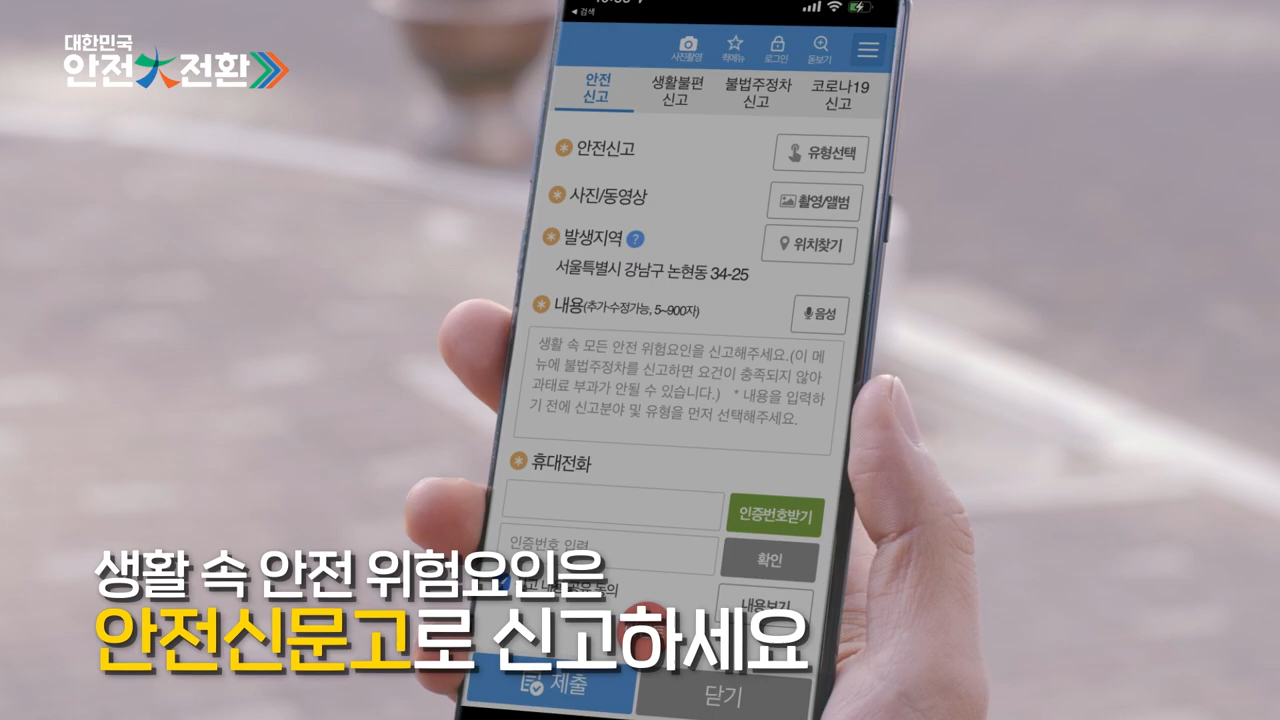 대한민국
안전大전환
검색
사진촬영
퀵메뉴
로그인
돋보기
안전
신고
생활불편
신고
불법주정차
신고
코로나19
신고
안전신고
유형선택
사진/동영상
촬영/앨범
발생지역 ?
위치찾기
서울특별시 강남구 논현동 34-25
내용(추가·수정가능, 5~900자)
음성
생활 속 모든 안전 위험요인을 신고해주세요.(이 메
뉴에 불법주정차를 신고하면 요건이 충족되지 않아
과태료 부과가 안될 수 있습니다.) * 내용을 입력하
기 전에 신고분야 및 유형을 먼저 선택해주세요.
휴대전화
인증번호받기
인증번호 입력
확인
내용보기
생활 속 안전 위험요인은
안전신문고로 신고하세요
제출
닫기